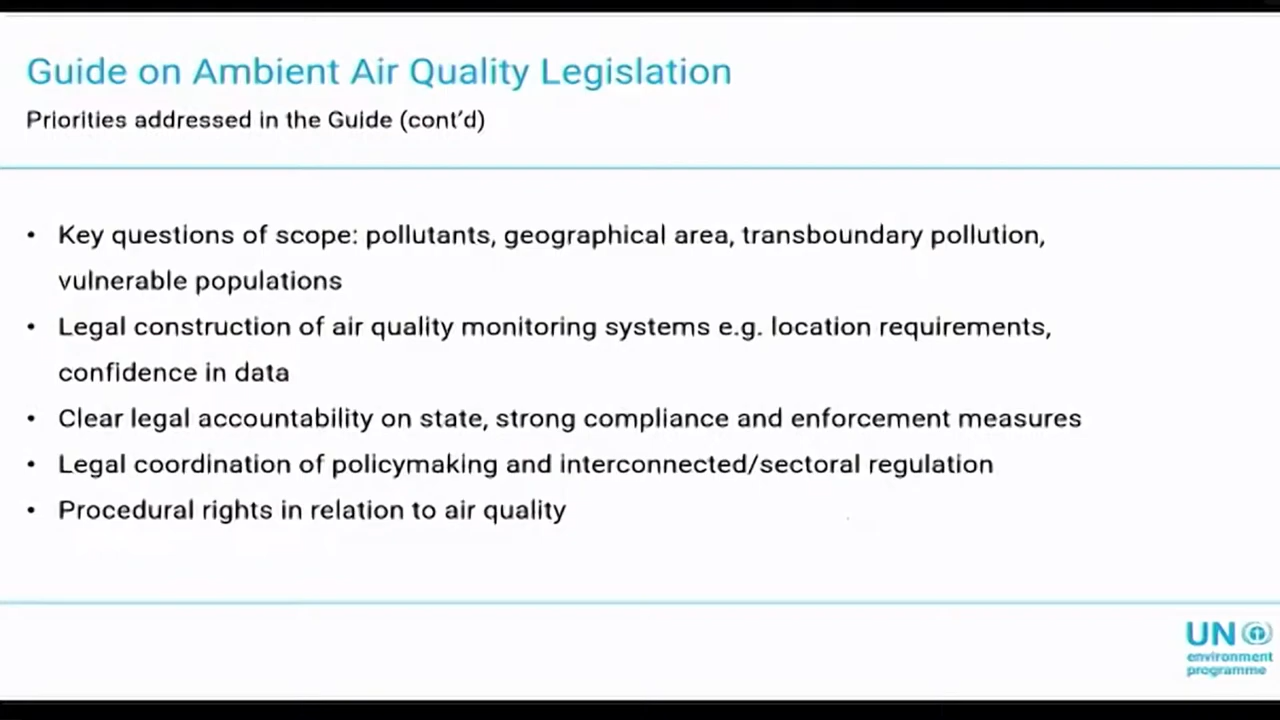 Guide on Ambient Air Quality Legislation
Priorities addressed in the Guide (cont’d)
• Key questions of scope: pollutants, geographical area, transboundary pollution,
vulnerable populations
• Legal construction of air quality monitoring systems e.g. location requirements,
confidence in data
• Clear legal accountability on state, strong compliance and enforcement measures
• Legal coordination of policymaking and interconnected/sectoral regulation
• Procedural rights in relation to air quality
UN
environment
programme